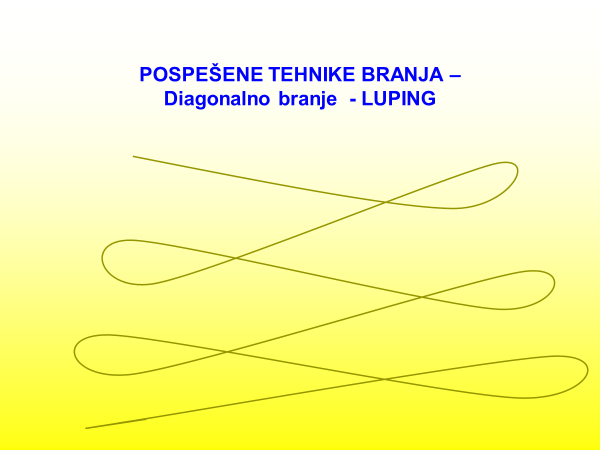 POSPEŠENE TEHNIKE BRANJA –
Diagonalno branje - LUPING